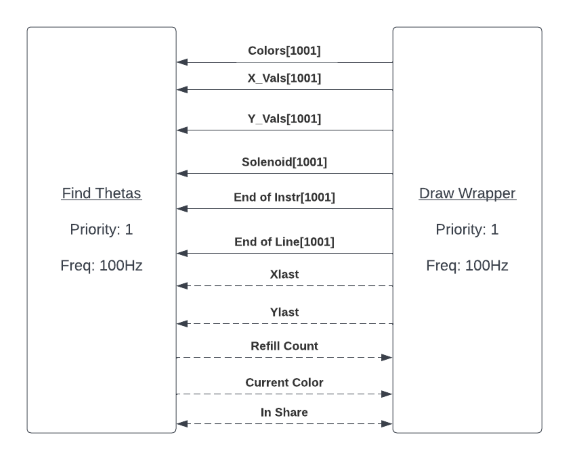 Colors[1001]
X_Vals[1001]
Y_Vals[1001]
Solenoid[1001]
Find Thetas
Priority: 1
Freq: 100Hz
End of Instr[1001]
End of Line[1001]
Xlast
Ylast
Refill Count
Current Color
In Share
Draw Wrapper
Priority: 1
Freq: 100Hz